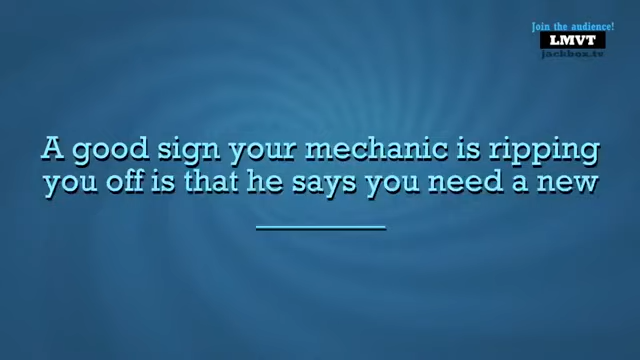 Join the audience!
LMVT
jackbox.tv
A good sign your mechanic is ripping
you off is that he says you need a new
________